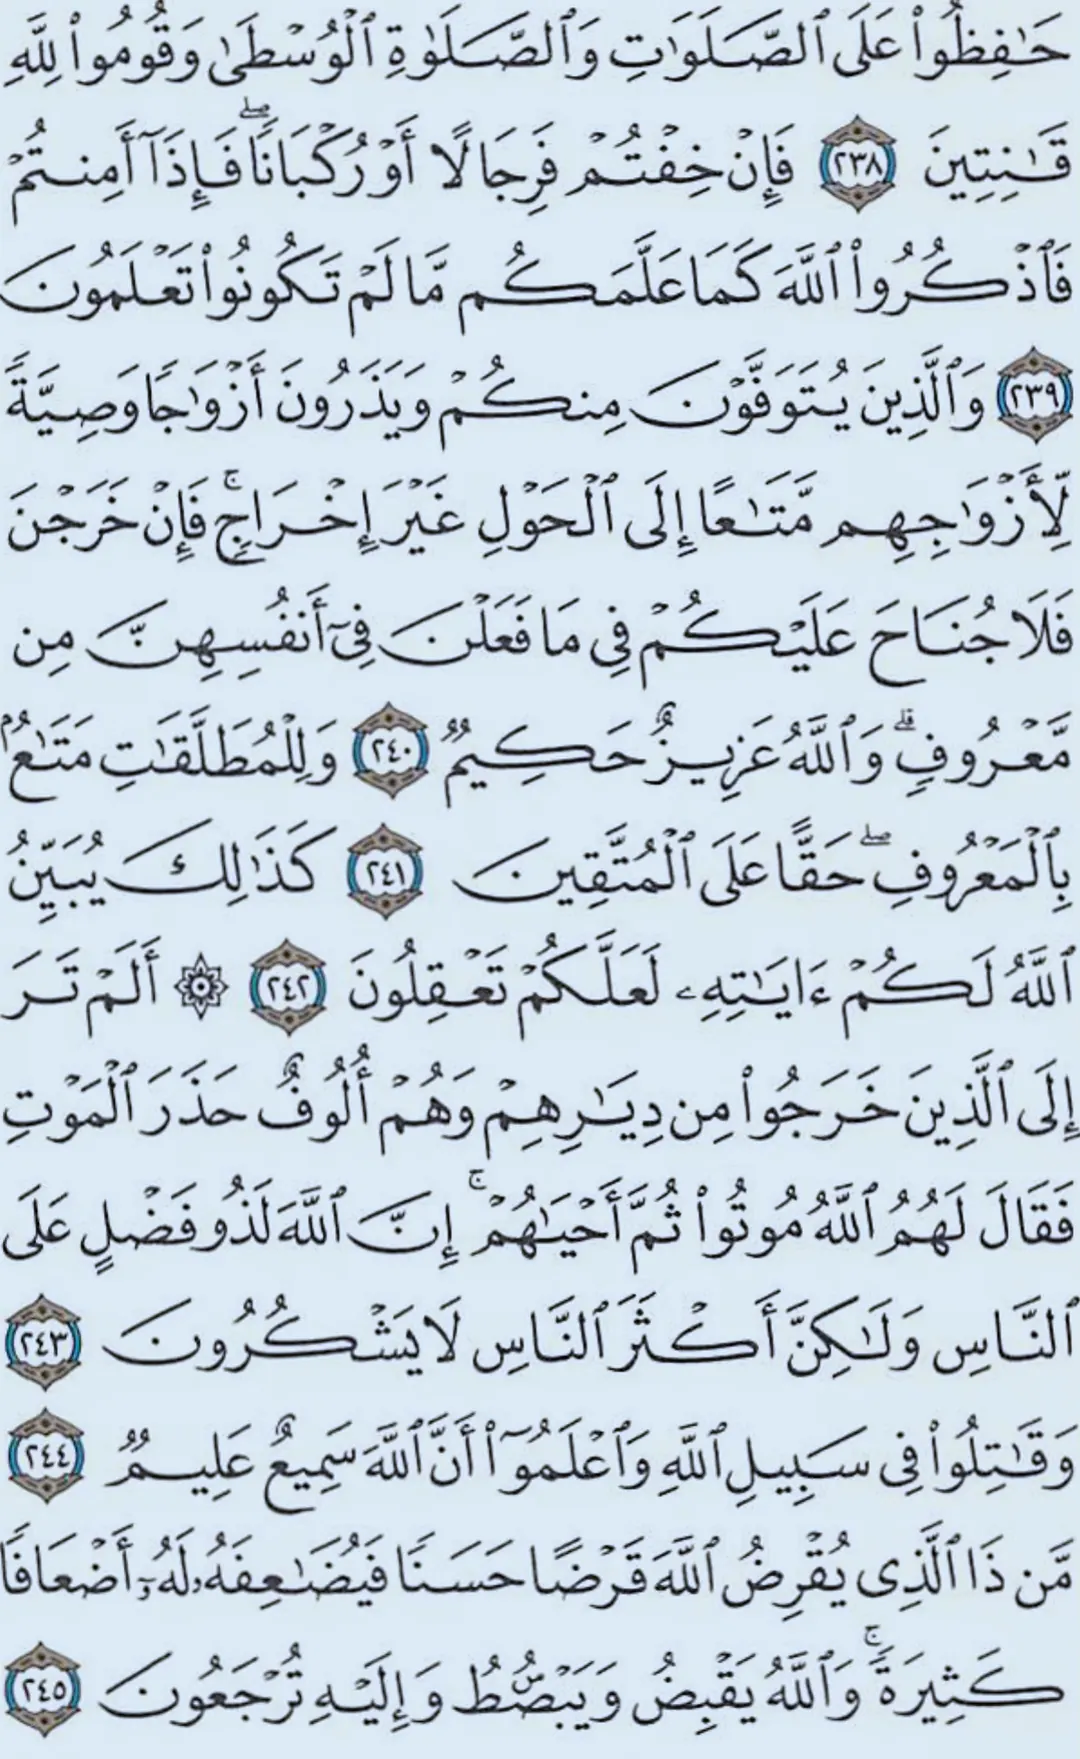 حَٰفِظُوا۟ عَلَى ٱلصَّلَوَٰتِ وَٱلصَّلَوٰةِ ٱلْوُسْطَىٰ وَقُومُوا۟ لِلَّهِ
قَٰنِتِينَ ٢٣٨ فَإِنْ خِفْتُمْ فَرِجَالًا أَوْ رُكْبَانًا ۖ فَإِذَآ أَمِنتُمْ
فَٱذْكُرُوا۟ ٱللَّهَ كَمَا عَلَّمَكُم مَّا لَمْ تَكُونُوا۟ تَعْلَمُونَ
٢٣٩ وَٱلَّذِينَ يُتَوَفَّوْنَ مِنكُمْ وَيَذَرُونَ أَزْوَٰجًا وَصِيَّةً
لِّأَزْوَٰجِهِم مَّتَٰعًا إِلَى ٱلْحَوْلِ غَيْرَ إِخْرَاجٍ ۚ فَإِنْ خَرَجْنَ
فَلَا جُنَاحَ عَلَيْكُمْ فِى مَا فَعَلْنَ فِىٓ أَنفُسِهِنَّ مِن
مَّعْرُوفٍ ۗ وَٱللَّهُ عَزِيزٌ حَكِيمٌ ٢٤٠ وَلِلْمُطَلَّقَٰتِ مَتَٰعٌۢ
بِٱلْمَعْرُوفِ ۖ حَقًّا عَلَى ٱلْمُتَّقِينَ ٢٤١ كَذَٰلِكَ يُبَيِّنُ
ٱللَّهُ لَكُمْ ءَايَٰتِهِۦ لَعَلَّكُمْ تَعْقِلُونَ ٢٤٢ ۞ أَلَمْ تَرَ
إِلَى ٱلَّذِينَ خَرَجُوا۟ مِن دِيَٰرِهِمْ وَهُمْ أُلُوفٌ حَذَرَ ٱلْمَوْتِ
فَقَالَ لَهُمُ ٱللَّهُ مُوتُوا۟ ثُمَّ أَحْيَٰهُمْ ۚ إِنَّ ٱللَّهَ لَذُو فَضْلٍ عَلَى
ٱلنَّاسِ وَلَٰكِنَّ أَكْثَرَ ٱلنَّاسِ لَا يَشْكُرُونَ ٢٤٣
وَقَٰتِلُوا۟ فِى سَبِيلِ ٱللَّهِ وَٱعْلَمُوٓا۟ أَنَّ ٱللَّهَ سَمِيعٌ عَلِيمٌ ٢٤٤
مَّن ذَا ٱلَّذِى يُقْرِضُ ٱللَّهَ قَرْضًا حَسَنًا فَيُضَٰعِفَهُۥ لَهُۥٓ أَضْعَافًا
كَثِيرَةً ۚ وَٱللَّهُ يَقْبِضُ وَيَبْصُۜطُ وَإِلَيْهِ تُرْجَعُونَ ٢٤٥